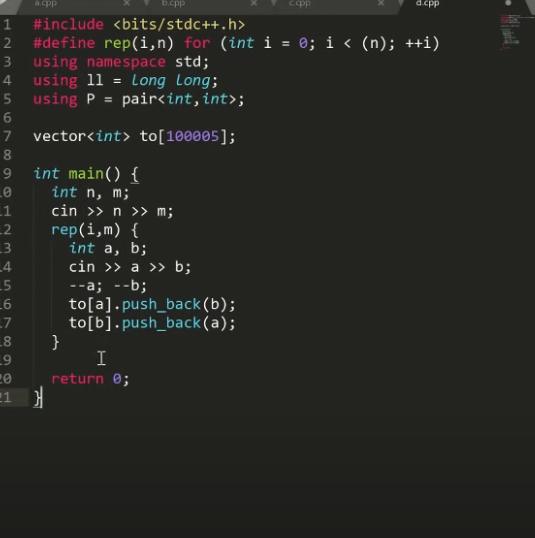 a.cpp b.cpp c.cpp d.cpp
1 #include <bits/stdc++.h>
2 #define rep(i,n) for (int i = 0; i < (n); ++i)
3 using namespace std;
4 using ll = long long;
5 using P = pair<int,int>;
6
7 vector<int> to[100005];
8
9 int main() {
10 int n, m;
11 cin >> n >> m;
12 rep(i,m) {
13 int a, b;
14 cin >> a >> b;
15 --a; --b;
16 to[a].push_back(b);
17 to[b].push_back(a);
18 }
19
20 return 0;
21 }